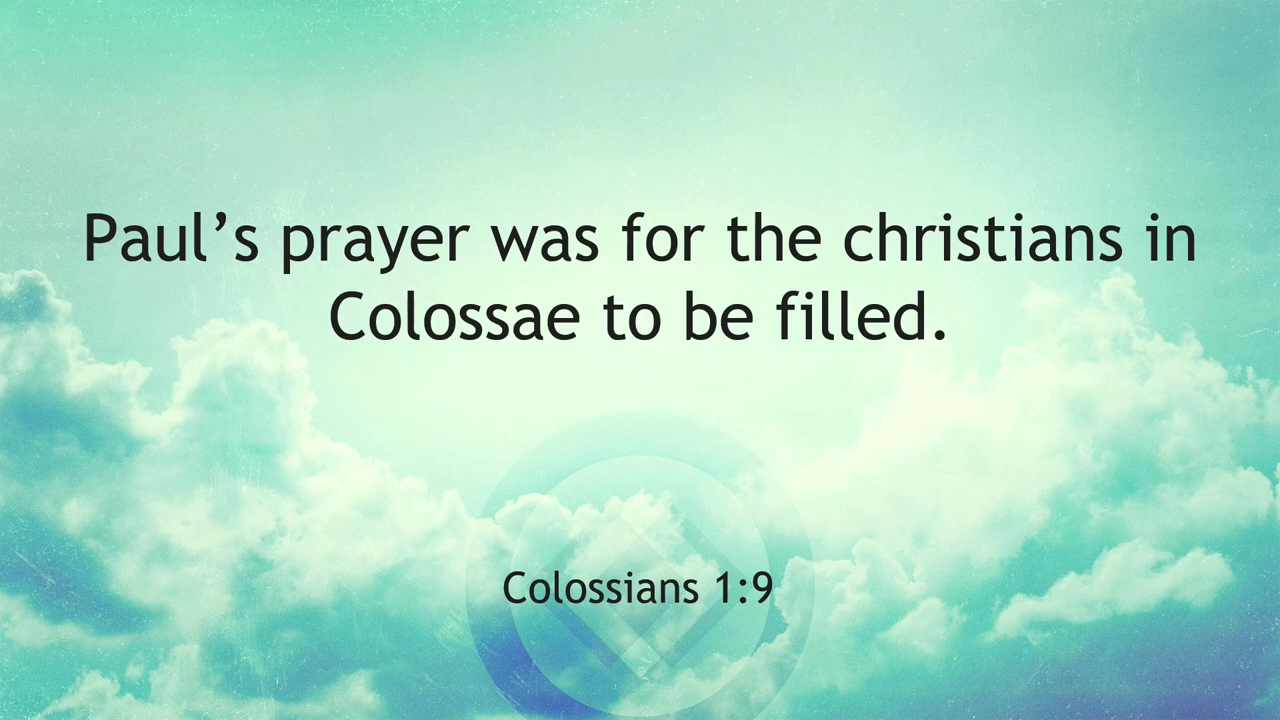 Paul’s prayer was for the christians in
Colossae to be filled.
Colossians 1:9